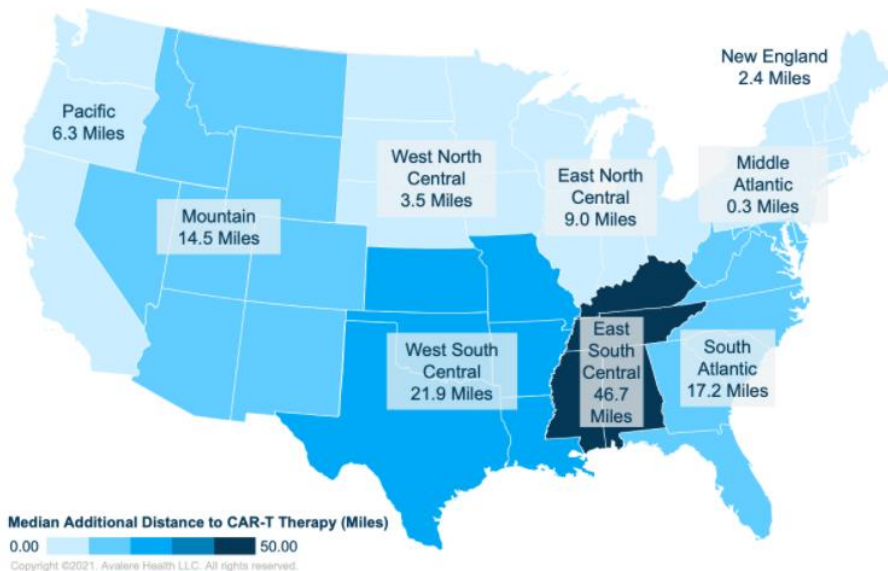 New England
2.4 Miles
Pacific
6.3 Miles
West North
Central
3.5 Miles
East North
Central
9.0 Miles
Middle
Atlantic
0.3 Miles
Mountain
14.5 Miles
West South
Central
21.9 Miles
East
South
Central
46.7
Miles
South
Atlantic
17.2 Miles
Median Additional Distance to CAR-T Therapy (Miles)
0.00 50.00
Copyright ©2021. Avalere Health LLC. All rights reserved.